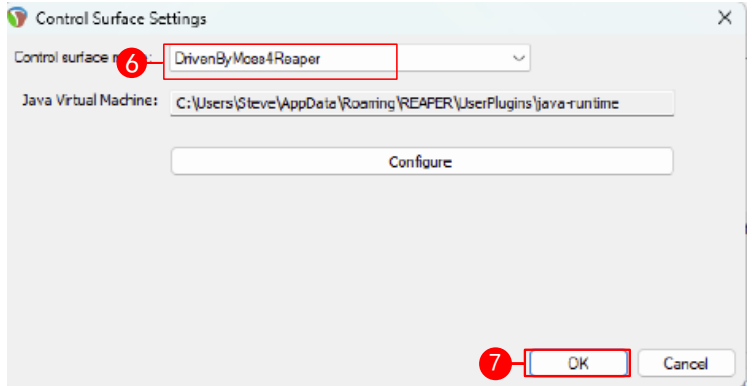 Control Surface Settings
Control surface 6 DrivenByMoss4Reaper
Java Virtual Machine: C:\Users\Steve\AppData\Roaming\REAPER\UserPlugins\java-runtime
Configure
7 OK Cancel